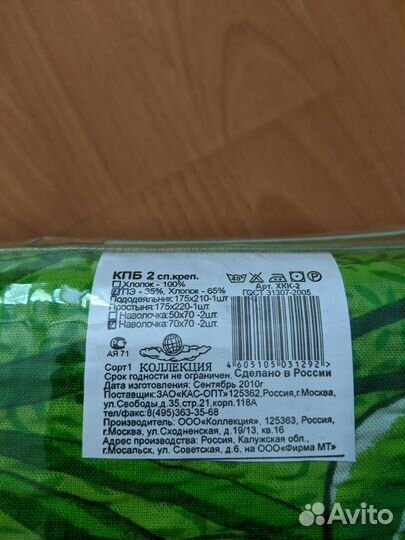 КПБ 2 сп.креп.
Хлопок - 100%
ПЭ - 35%, Хлопок - 65%
Пододеяльник:175х210-1шт
Простыня:175х220-1шт
Наволочка:50х70 -2шт.
Наволочка:70х70 -2шт.
40°
Арт. ХКК-2
ГОСТ 31307-2005
АЯ 71
Сорт1 КОЛЛЕКЦИЯ
4 605105 031292 >
Срок годности не ограничен. Сделано в России
Дата изготовления: Сентябрь 2010г
Поставщик:ЗАО«КАС-ОПТ»125362,Россия,г.Москва,
ул.Свободы,д.35,стр.21,корп.118А
тел/факс:8(495)363-35-68
Производитель: ООО«Коллекция», 125363, Россия,
г.Москва, ул.Сходненская, д.19/13, кв.16
Адрес производства: Россия, Калужская обл.,
г.Мосальск, ул. Советская, д.6, на ООО«Фирма МТ»
Avito